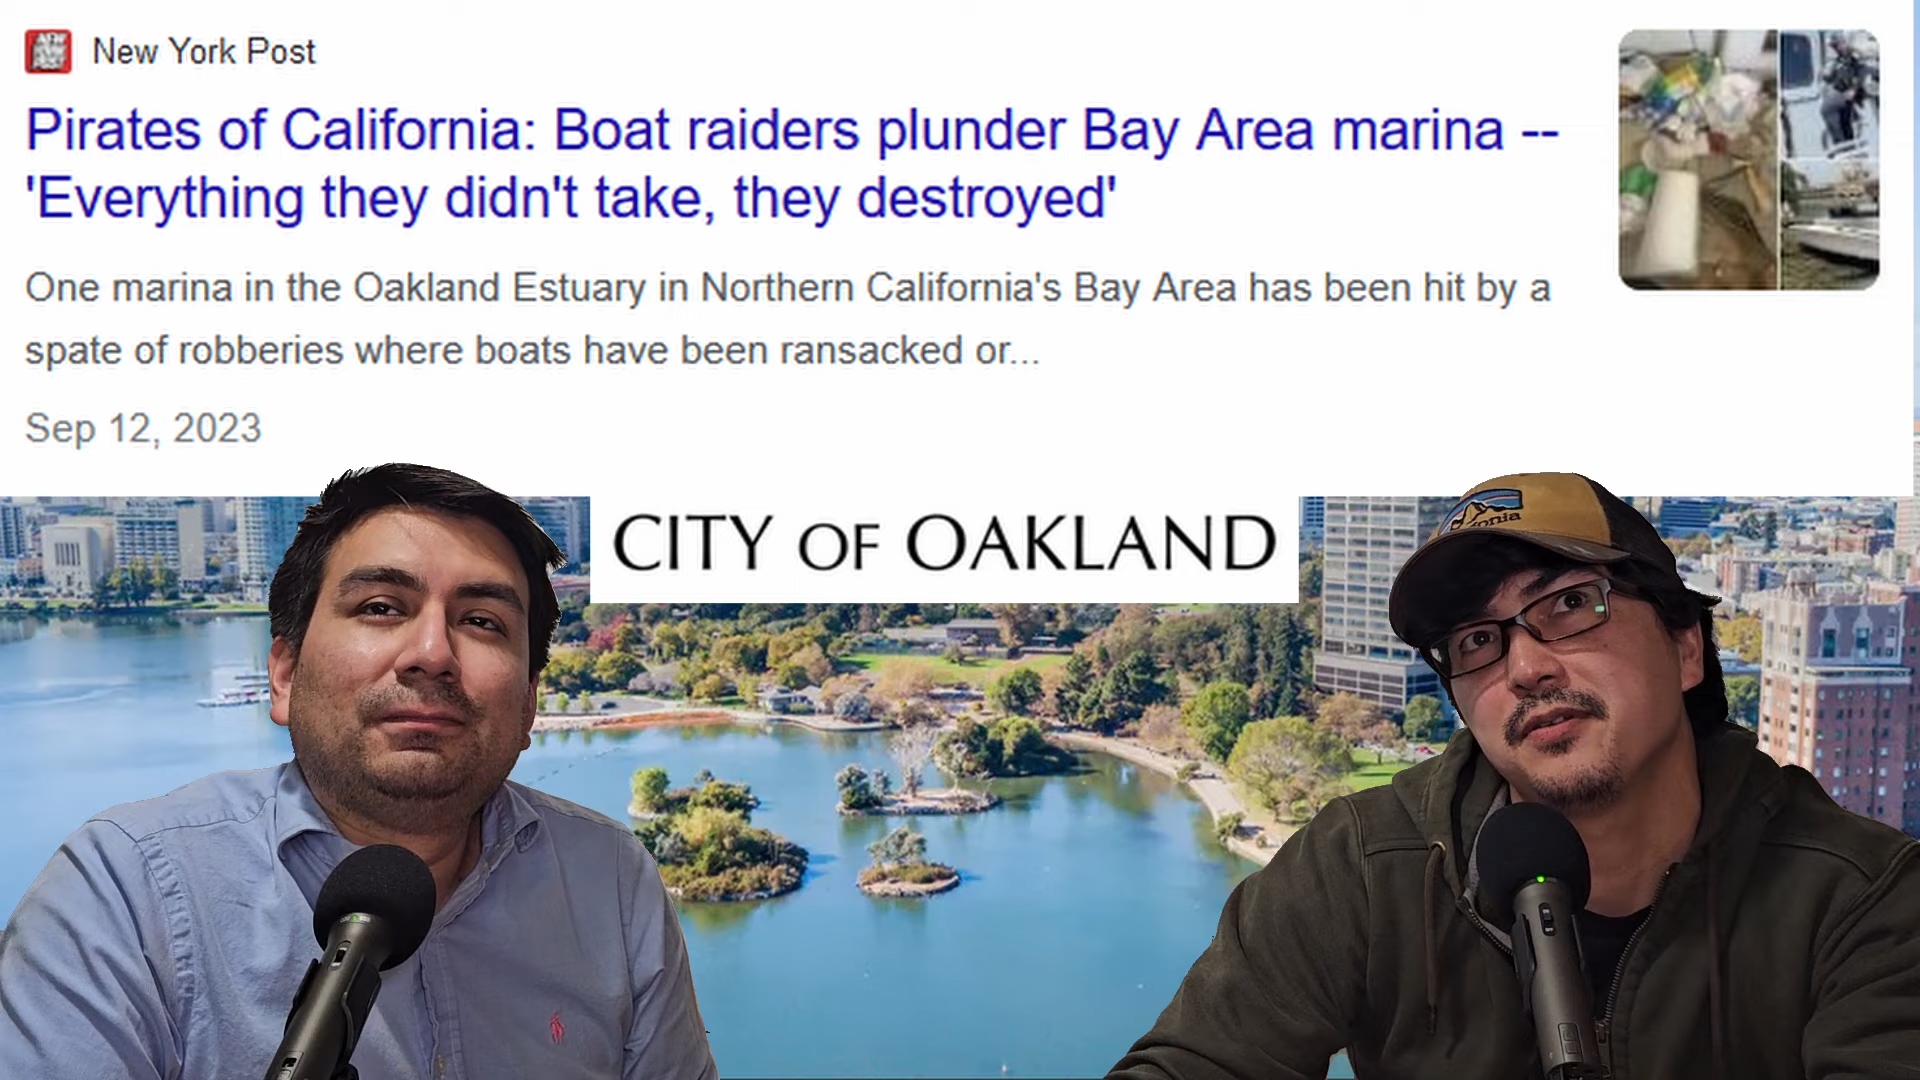 New York Post
Pirates of California: Boat raiders plunder Bay Area marina --
'Everything they didn't take, they destroyed'
One marina in the Oakland Estuary in Northern California's Bay Area has been hit by a
spate of robberies where boats have been ransacked or...
Sep 12, 2023
CITY OF OAKLAND